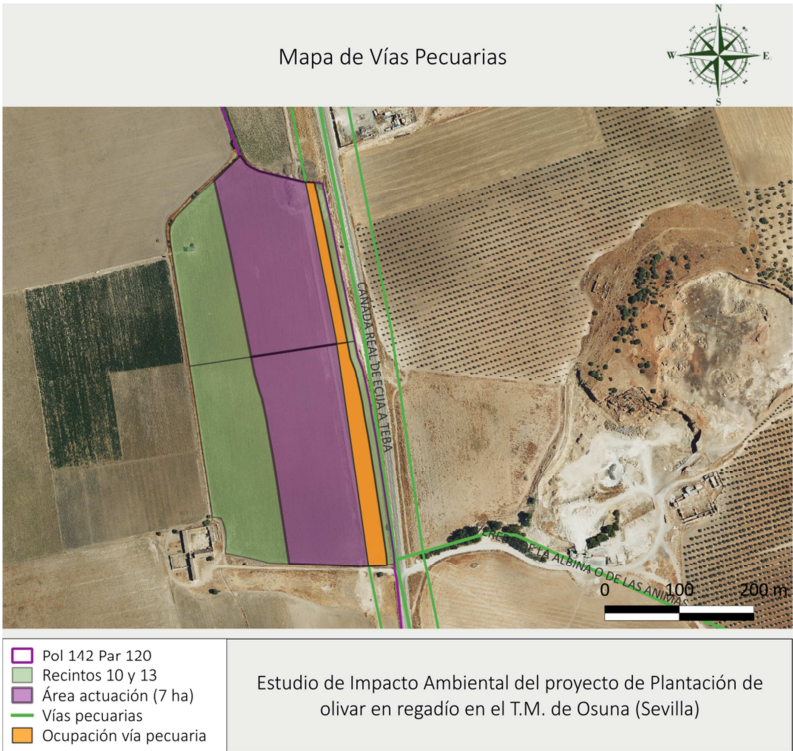 Mapa de Vías Pecuarias
N
W
E
S
CAÑADA REAL DE ECIJA A TEBA
DE LA ALBINA O DE LAS ANIMAS
0 100 200 m
Pol 142 Par 120
Recintos 10 y 13
Área actuación (7 ha)
Vías pecuarias
Ocupación vía pecuaria
Estudio de Impacto Ambiental del proyecto de Plantación de
olivar en regadío en el T.M. de Osuna (Sevilla)